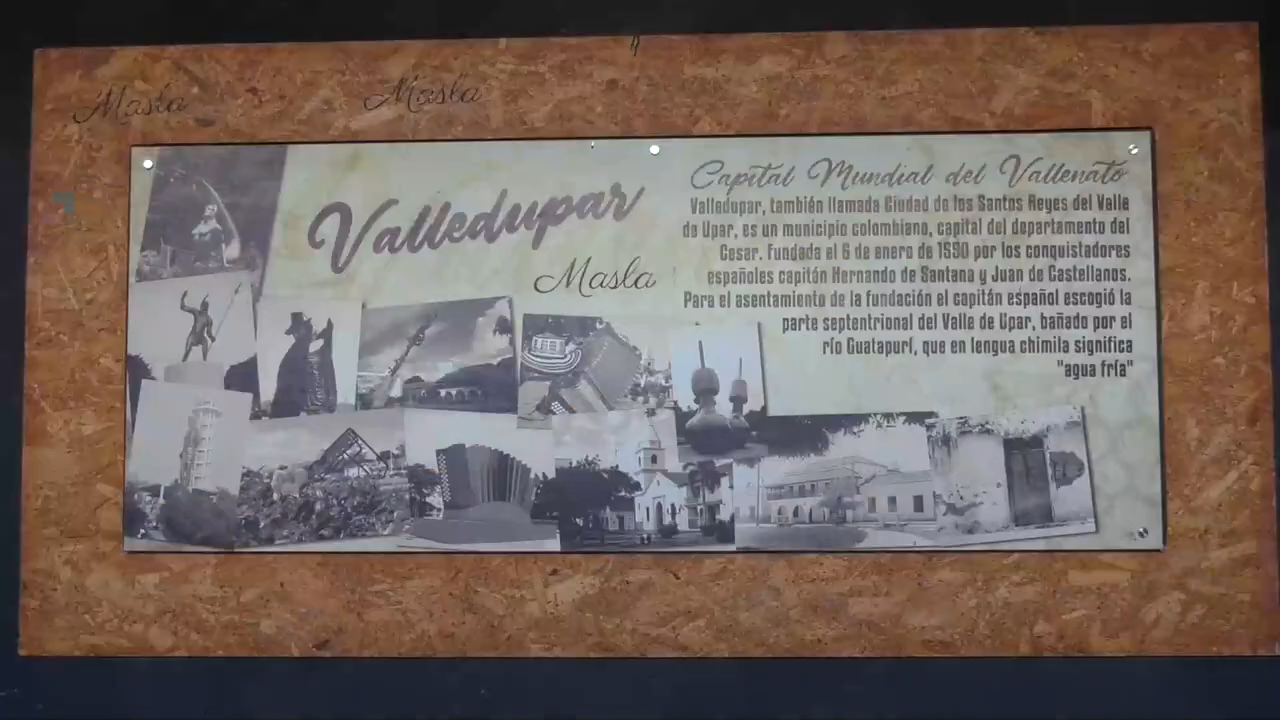 Masla
Masla
Valledupar
Masla
Capital Mundial del Vallenato
Valledupar, también llamada Ciudad de los Santos Reyes del Valle
de Upar, es un municipio colombiano, capital del departamento del
Cesar. Fundada el 6 de enero de 1550 por los conquistadores
españoles capitán Hernando de Santana y Juan de Castellanos.
Para el asentamiento de la fundación el capitán español escogió la
parte septentrional del Valle de Upar, bañado por el
río Guatapurí, que en lengua chimila significa
"agua fría"